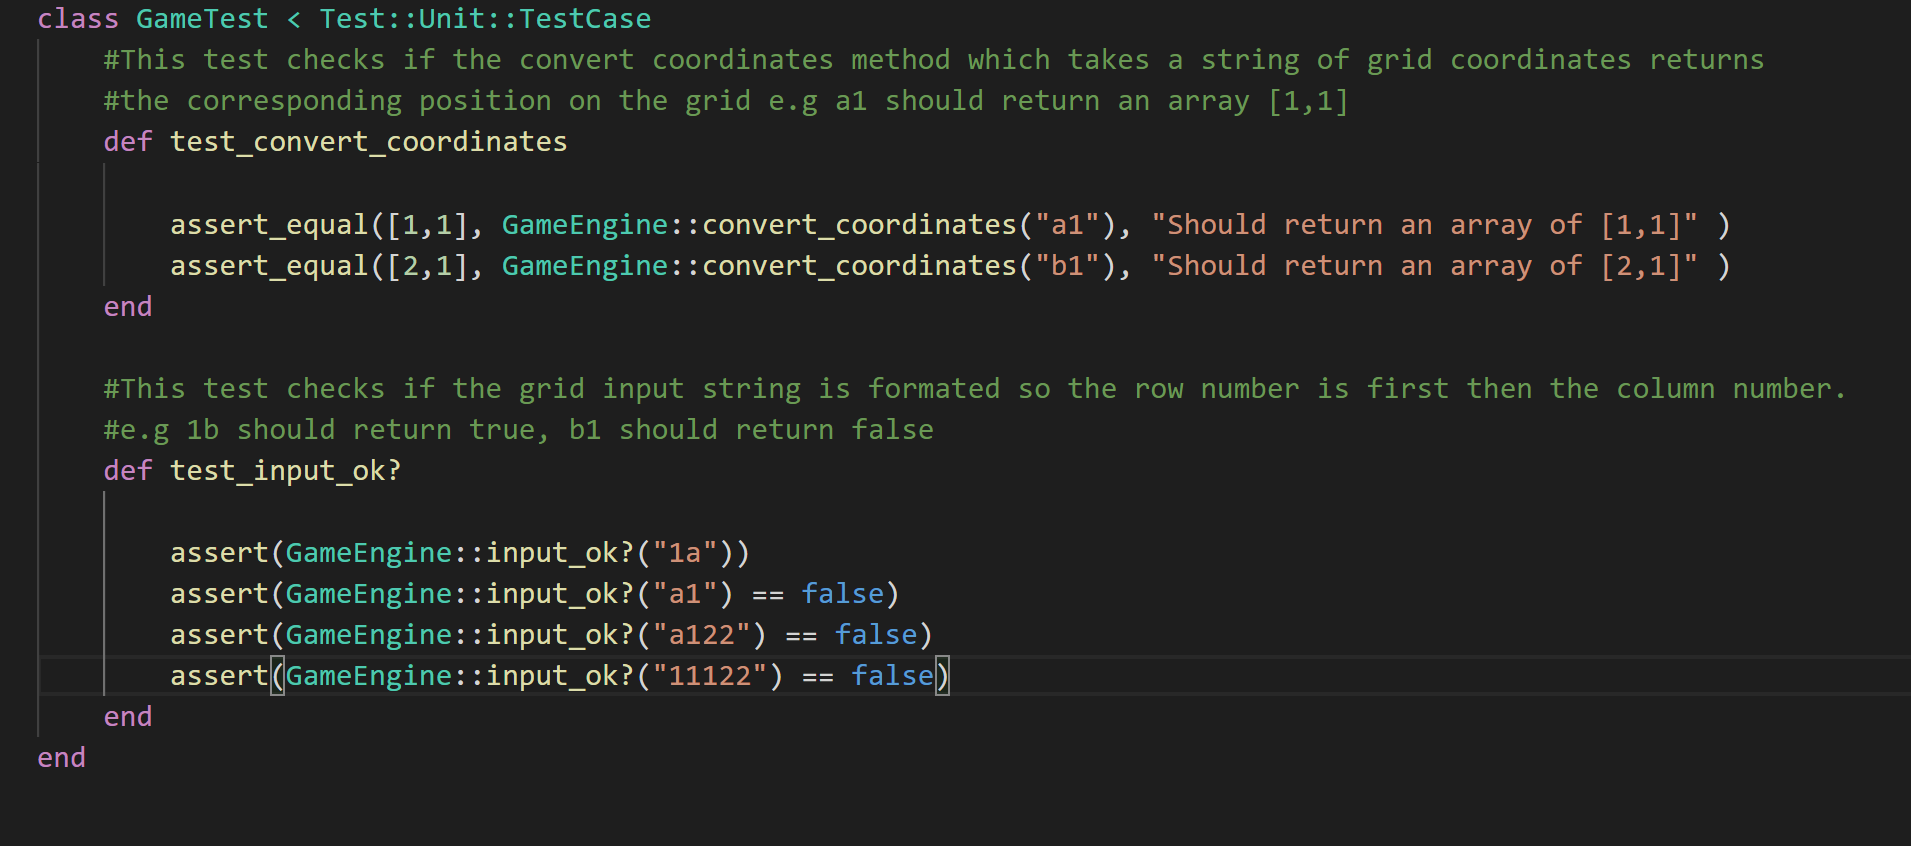 class GameTest < Test::Unit::TestCase
#This test checks if the convert coordinates method which takes a string of grid coordinates returns
#the corresponding position on the grid e.g a1 should return an array [1,1]
def test_convert_coordinates
assert_equal([1,1], GameEngine::convert_coordinates("a1"), "Should return an array of [1,1]" )
assert_equal([2,1], GameEngine::convert_coordinates("b1"), "Should return an array of [2,1]" )
end
#This test checks if the grid input string is formated so the row number is first then the column number.
#e.g 1b should return true, b1 should return false
def test_input_ok?
assert(GameEngine::input_ok?("1a"))
assert(GameEngine::input_ok?("a1") == false)
assert(GameEngine::input_ok?("a122") == false)
assert(GameEngine::input_ok?("11122") == false)
end
end